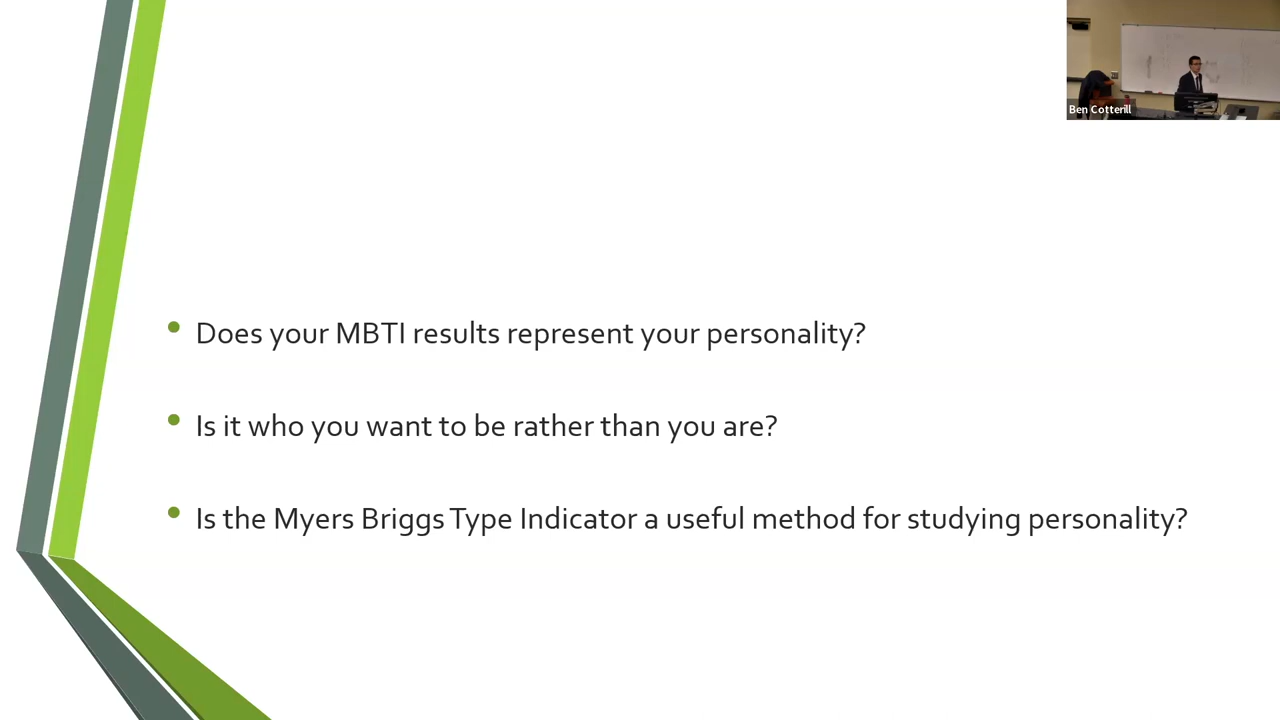 Ben Cotterill
Does your MBTI results represent your personality?
Is it who you want to be rather than you are?
Is the Myers Briggs Type Indicator a useful method for studying personality?